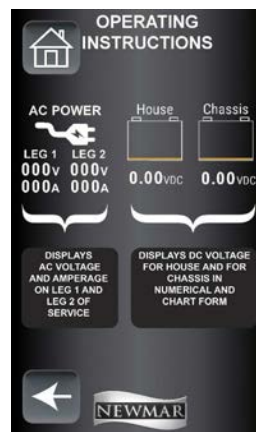 OPERATING
INSTRUCTIONS
AC POWER
LEG 1 LEG 2
000V 000V
000A 000A
House Chassis
0.00VDC 0.00VDC
DISPLAYS
AC VOLTAGE
AND AMPERAGE
ON LEG 1 AND
LEG 2 OF
SERVICE
DISPLAYS DC VOLTAGE
FOR HOUSE AND FOR
CHASSIS IN
NUMERICAL AND
CHART FORM
NEWMAR